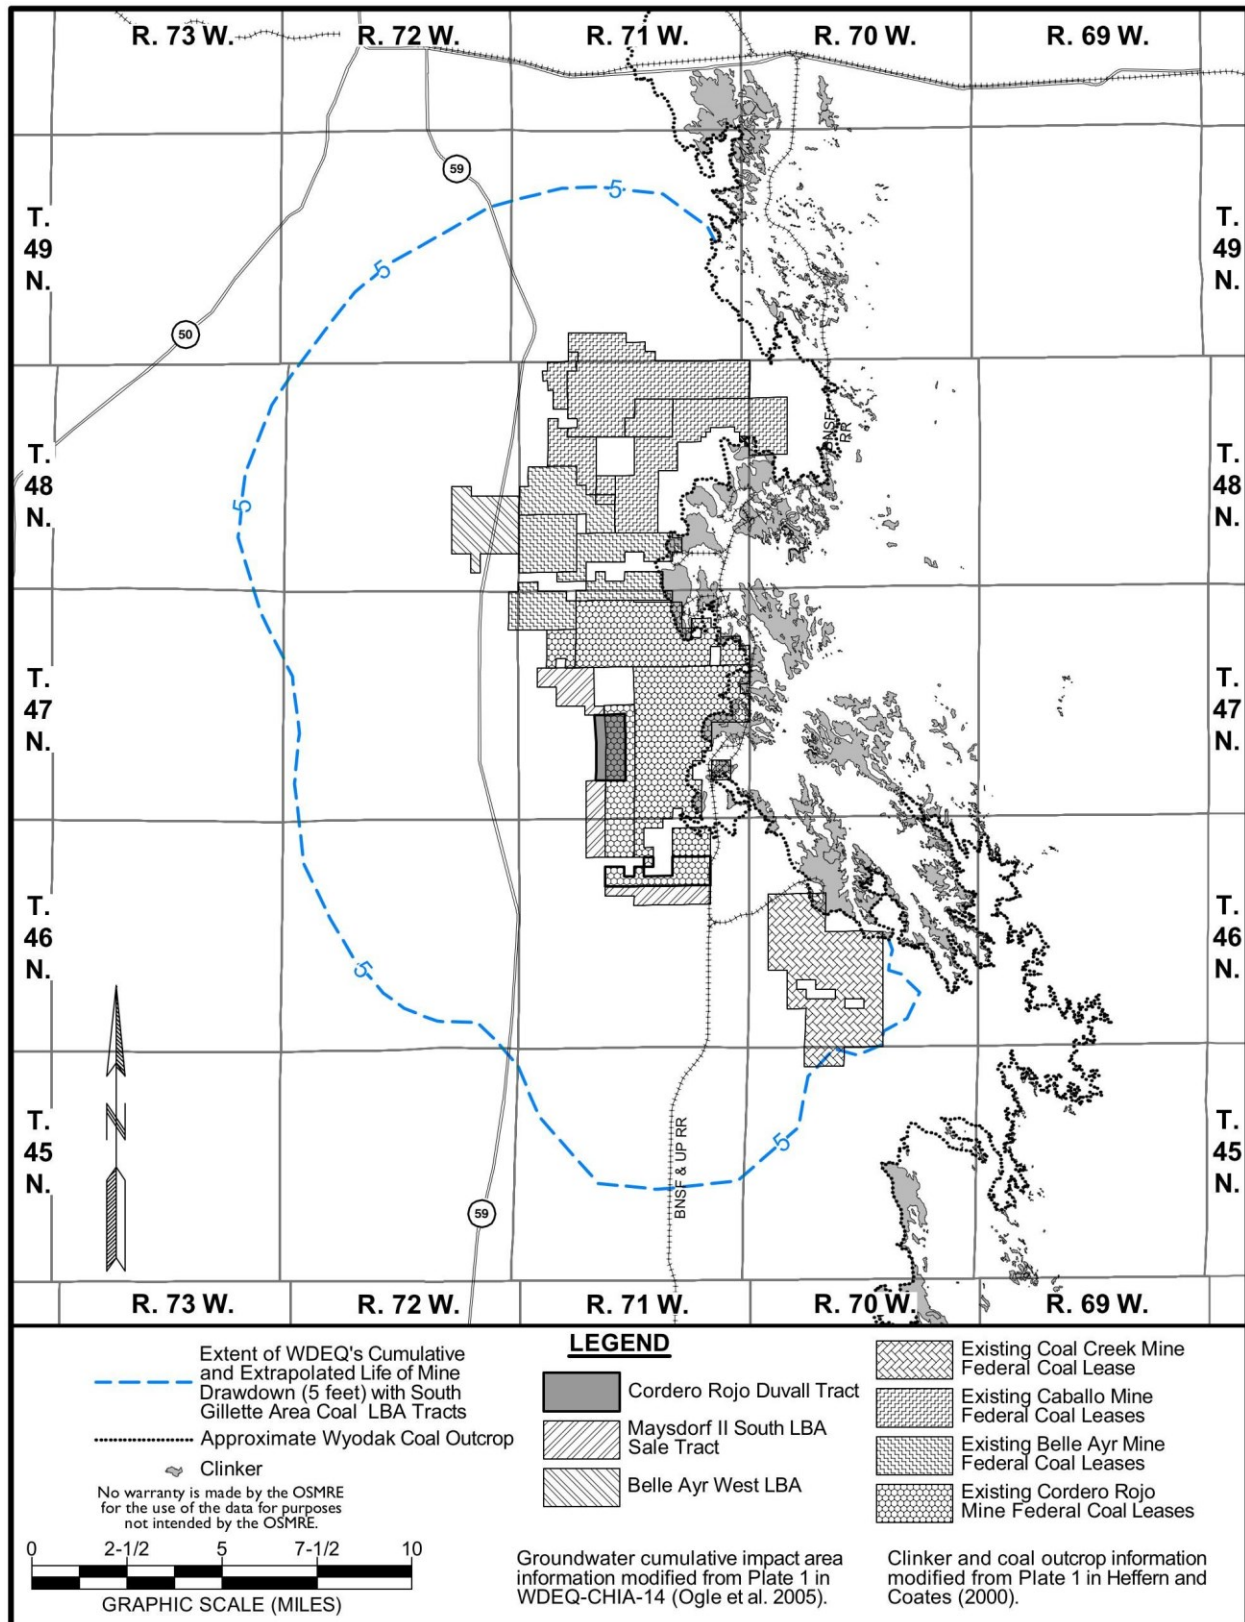 R. 73 W. R. 72 W. R. 71 W. R. 70 W. R. 69 W.
59
T.
49
N.
5
T.
49
N.
5
50
T.
48
N.
BNSF
RR
T.
48
N.
5
T.
47
N.
T.
47
N.
T.
46
N.
T.
46
N.
5
N
T.
45
N.
BNSF & UP RR
5
T.
45
N.
59
R. 73 W. R. 72 W. R. 71 W. R. 70 W. R. 69 W.
LEGEND
Extent of WDEQ's Cumulative
and Extrapolated Life of Mine
Drawdown (5 feet) with South
Gillette Area Coal LBA Tracts
Approximate Wyodak Coal Outcrop
Clinker
No warranty is made by the OSMRE
for the use of the data for purposes
not intended by the OSMRE.
0 2-1/2 5 7-1/2 10
GRAPHIC SCALE (MILES)
Cordero Rojo Duvall Tract
Maysdorf II South LBA
Sale Tract
Belle Ayr West LBA
Existing Coal Creek Mine
Federal Coal Lease
Existing Caballo Mine
Federal Coal Leases
Existing Belle Ayr Mine
Federal Coal Leases
Existing Cordero Rojo
Mine Federal Coal Leases
Groundwater cumulative impact area
information modified from Plate 1 in
WDEQ-CHIA-14 (Ogle et al. 2005).
Clinker and coal outcrop information
modified from Plate 1 in Heffern and
Coates (2000).